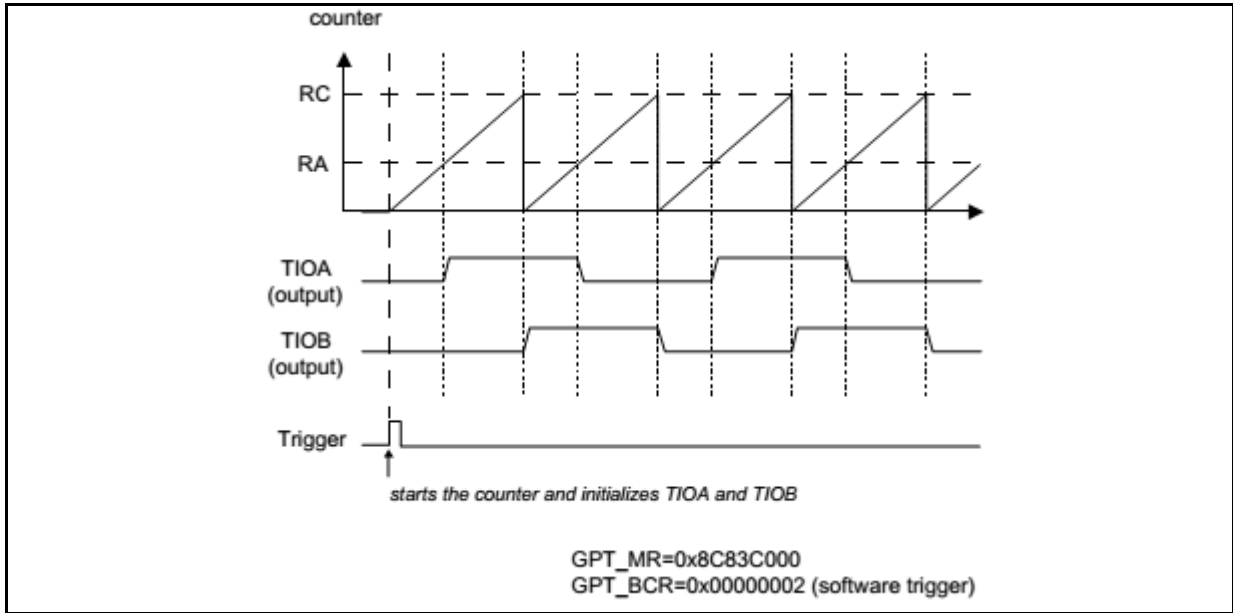 counter
RC
RA
TIOA
(output)
TIOB
(output)
Trigger
starts the counter and initializes TIOA and TIOB
GPT_MR=0x8C83C000
GPT_BCR=0x00000002 (software trigger)